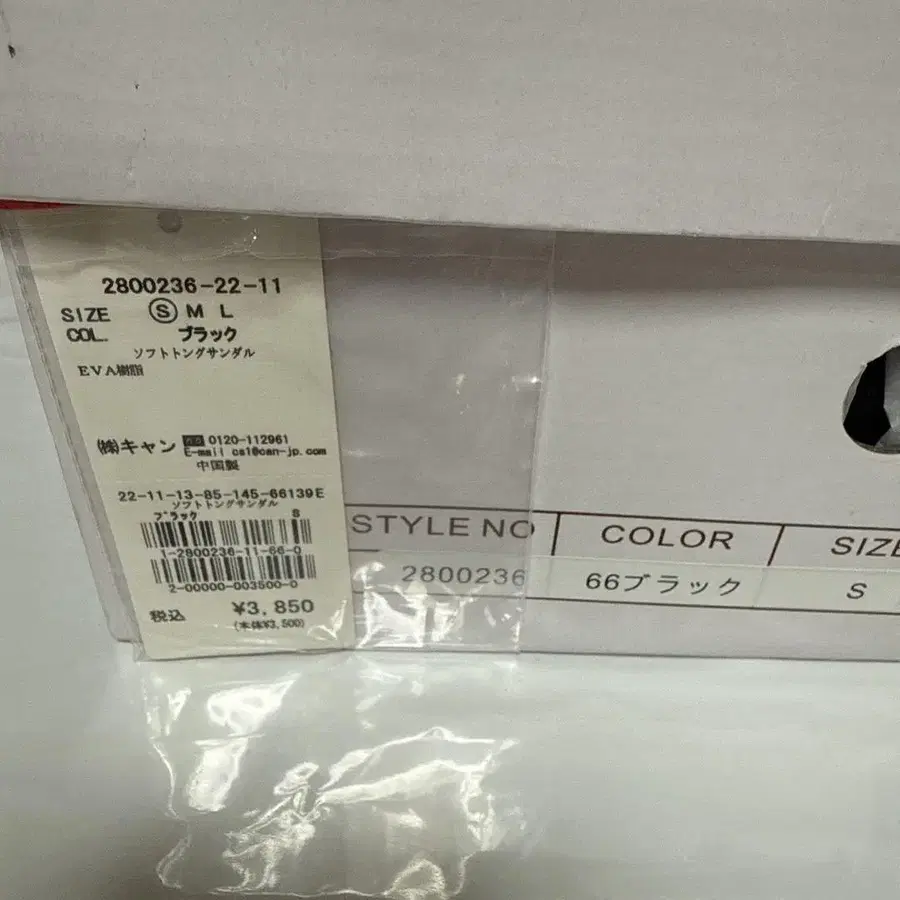 2800236-22-11
SIZE Ⓢ M L
COL. ブラック
ソフトトングサンダル
EVA樹脂
㈱キャン 0120-112961
E-mail cs1@can-jp.com
中国製
22-11-13-85-145-66139E
ソフトトングサンダル
ブラック S
1-2800236-11-66-0
2-00000-003500-0
税込 ¥3,850
(本体¥3,500)
STYLE NO COLOR SIZE
2800236 66ブラック S